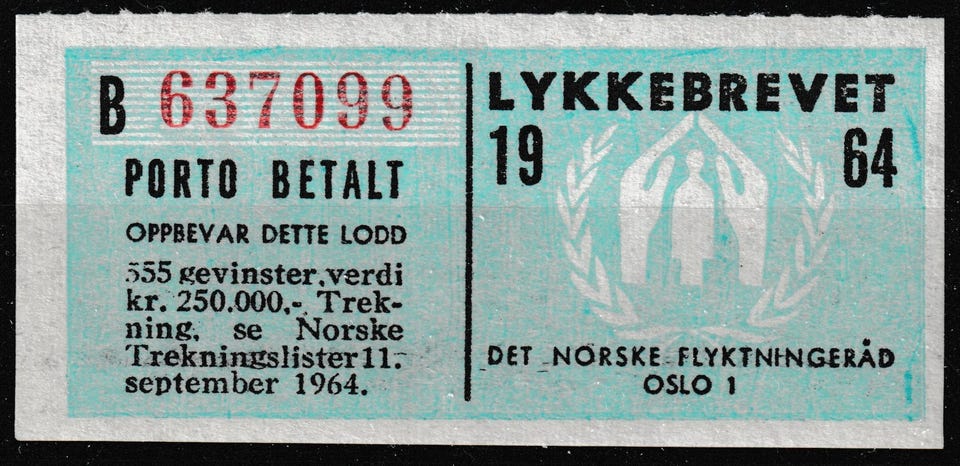 B 637099
PORTO BETALT
OPPBEVAR DETTE LODD
555 gevinster, verdi
kr. 250.000,- Trek-
ning, se Norske
Trekningslister 11.
september 1964.
LYKKEBREVET
19 64
DET NORSKE FLYKTNINGERÅD
OSLO 1